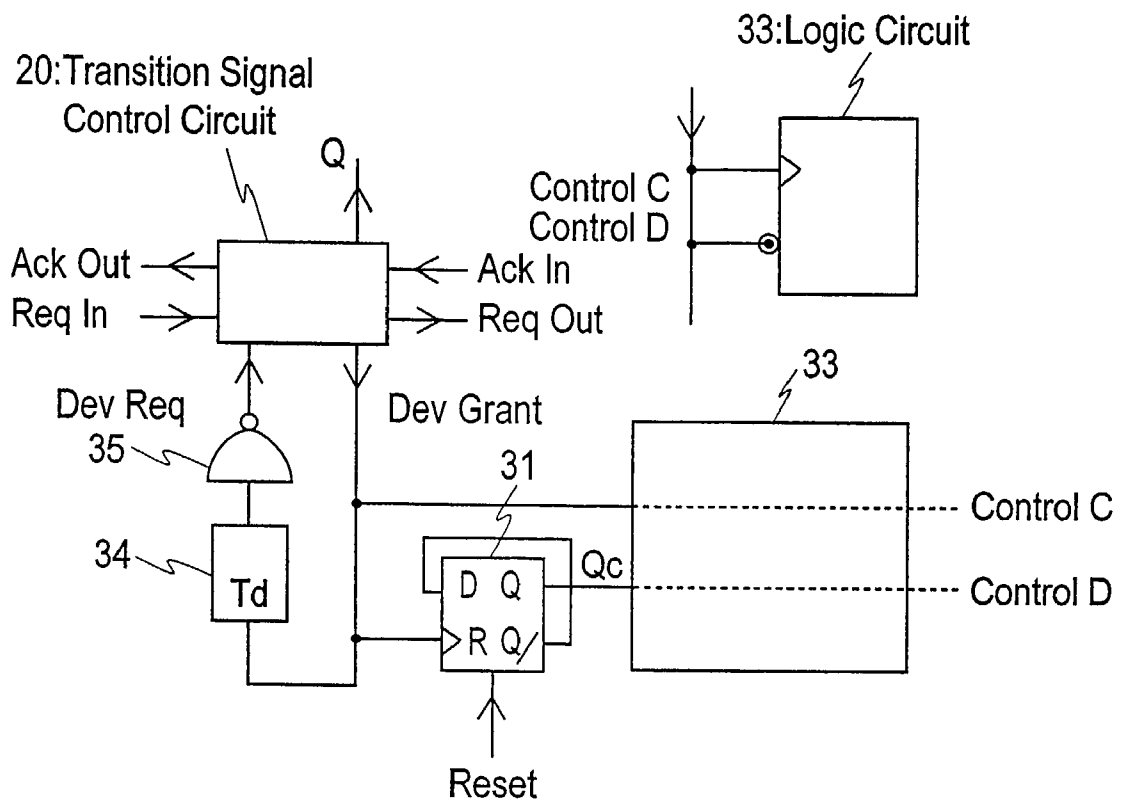 33:Logic Circuit
20:Transition Signal
Control Circuit
Q
Control C
Control D
Ack Out
Ack In
Req In
Req Out
33
Dev Req
Dev Grant
35
31
Control C
34
Td
D Q
Qc
Control D
R Q/
Reset